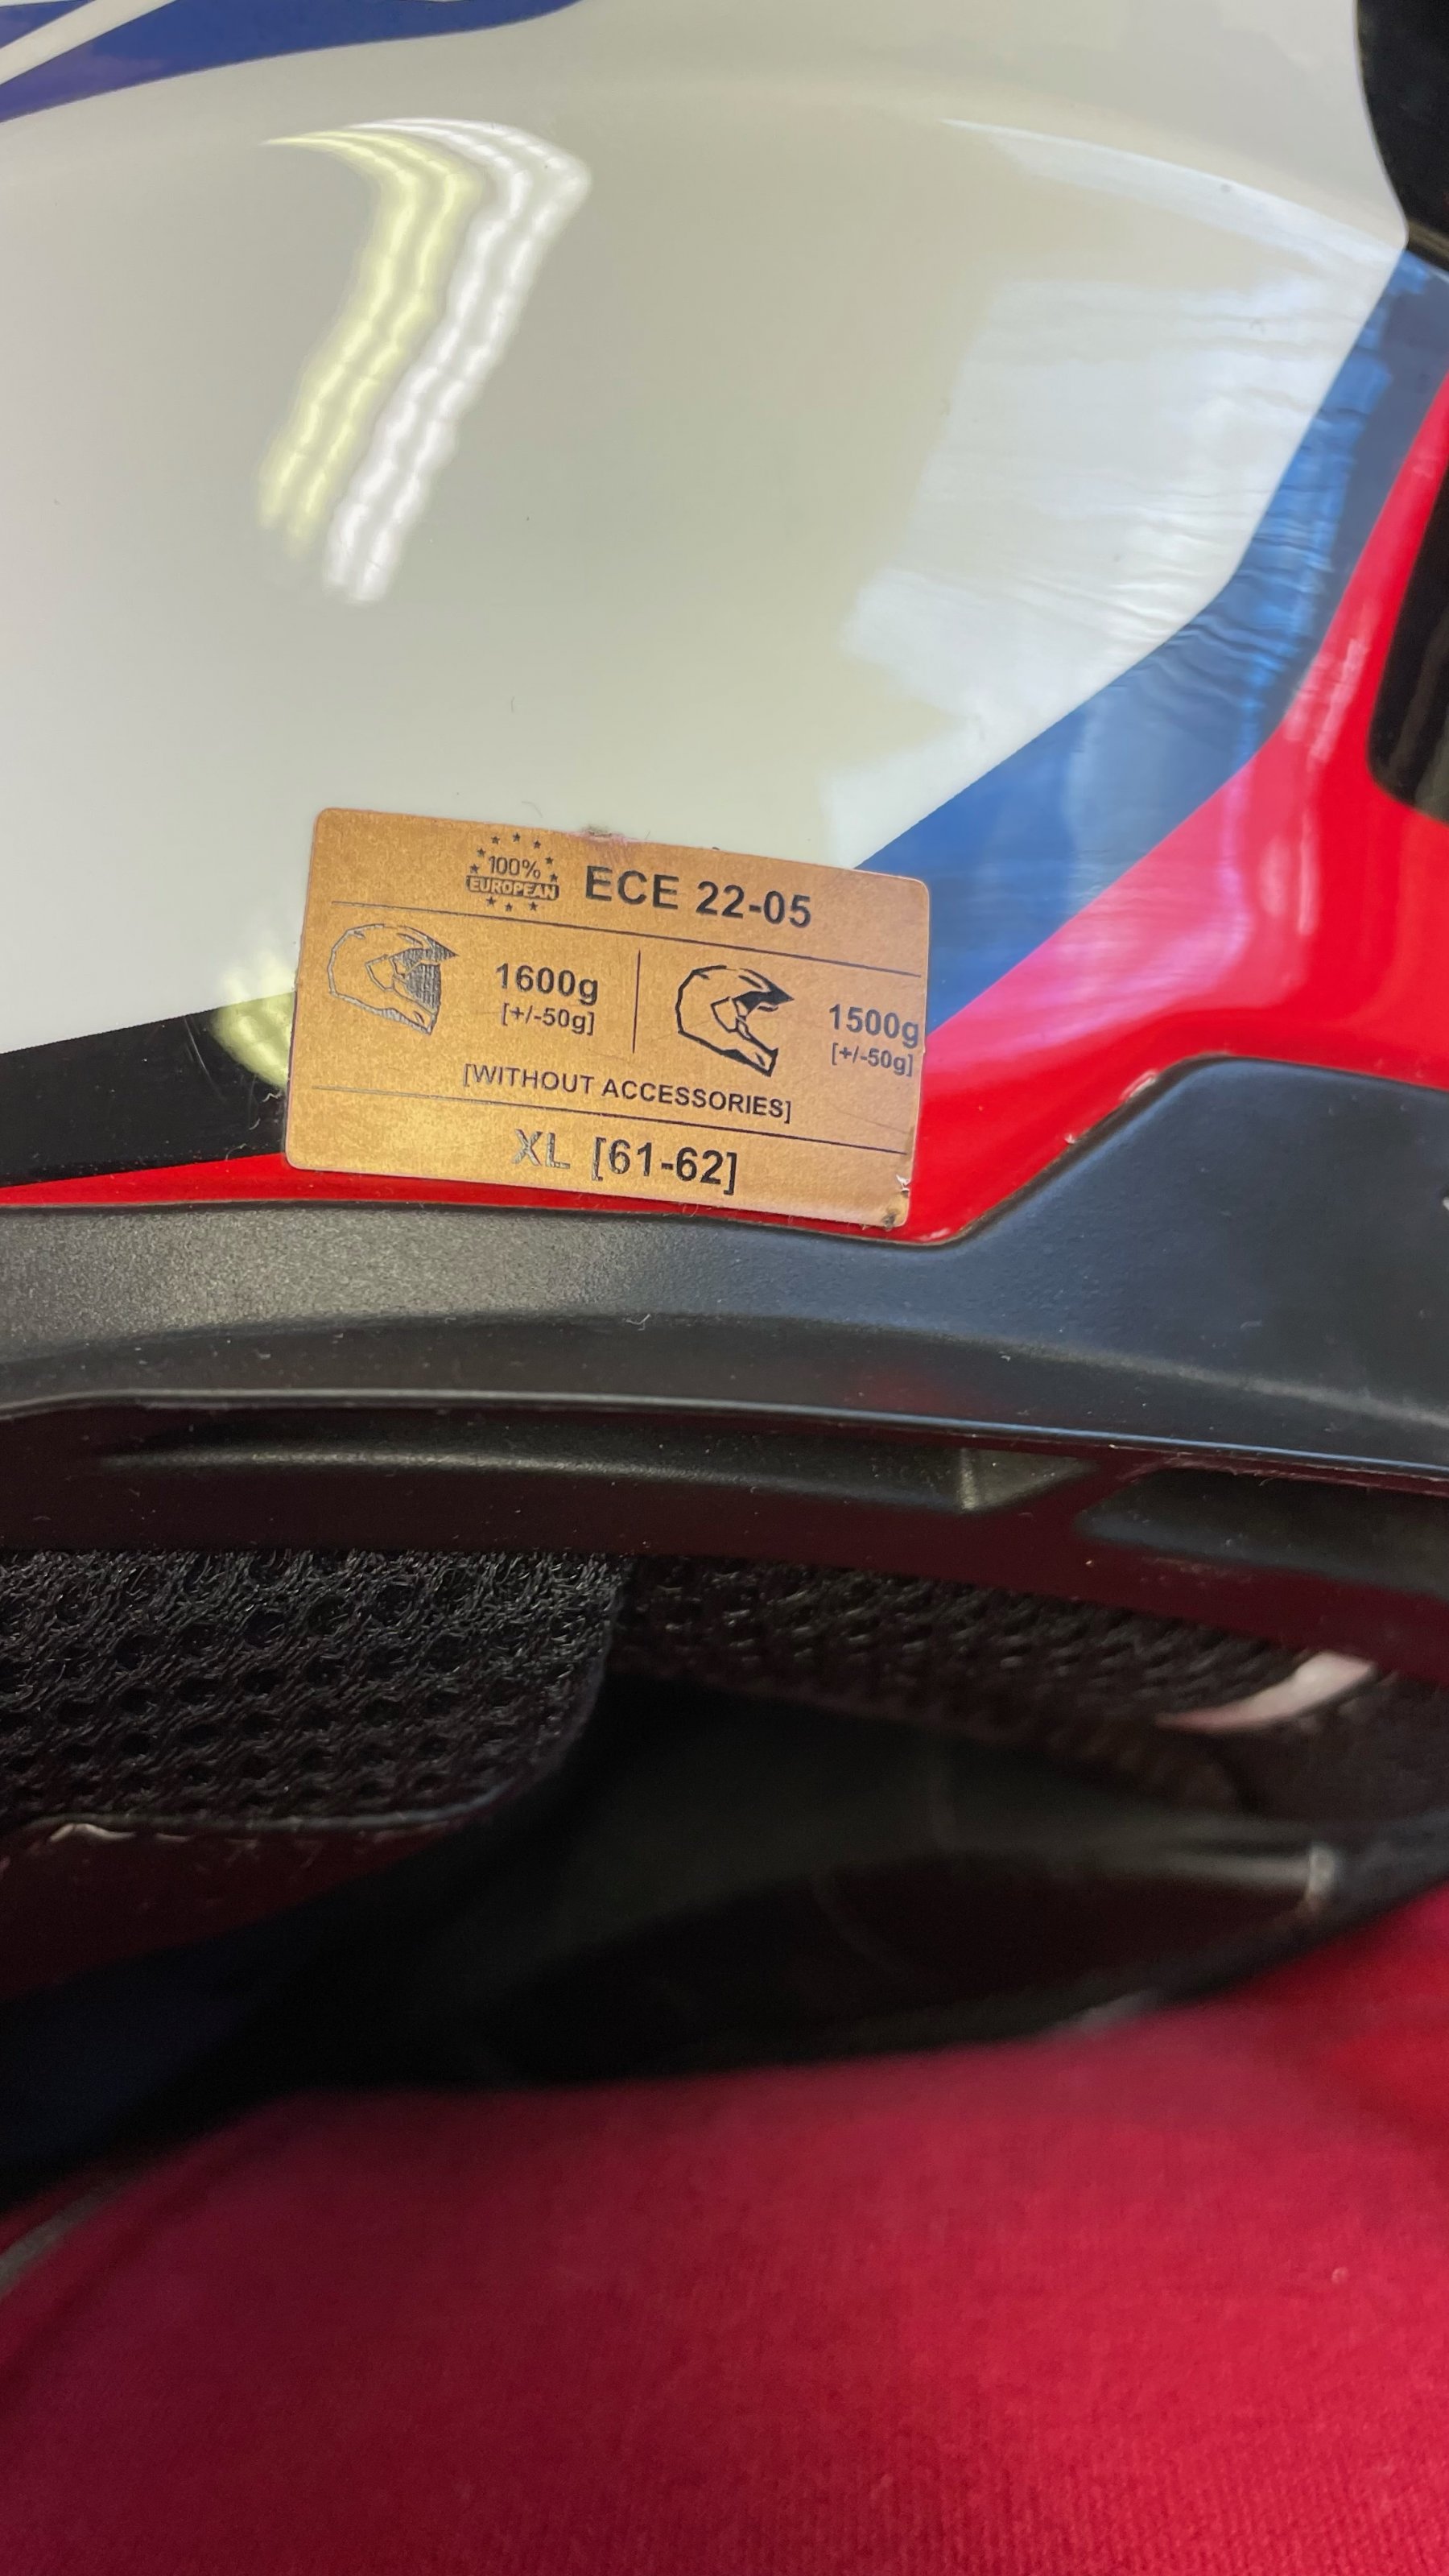 100%
EUROPEAN
ECE 22-05
1600g
[+/-50g]
1500g
[+/-50g]
[WITHOUT ACCESSORIES]
XL [61-62]